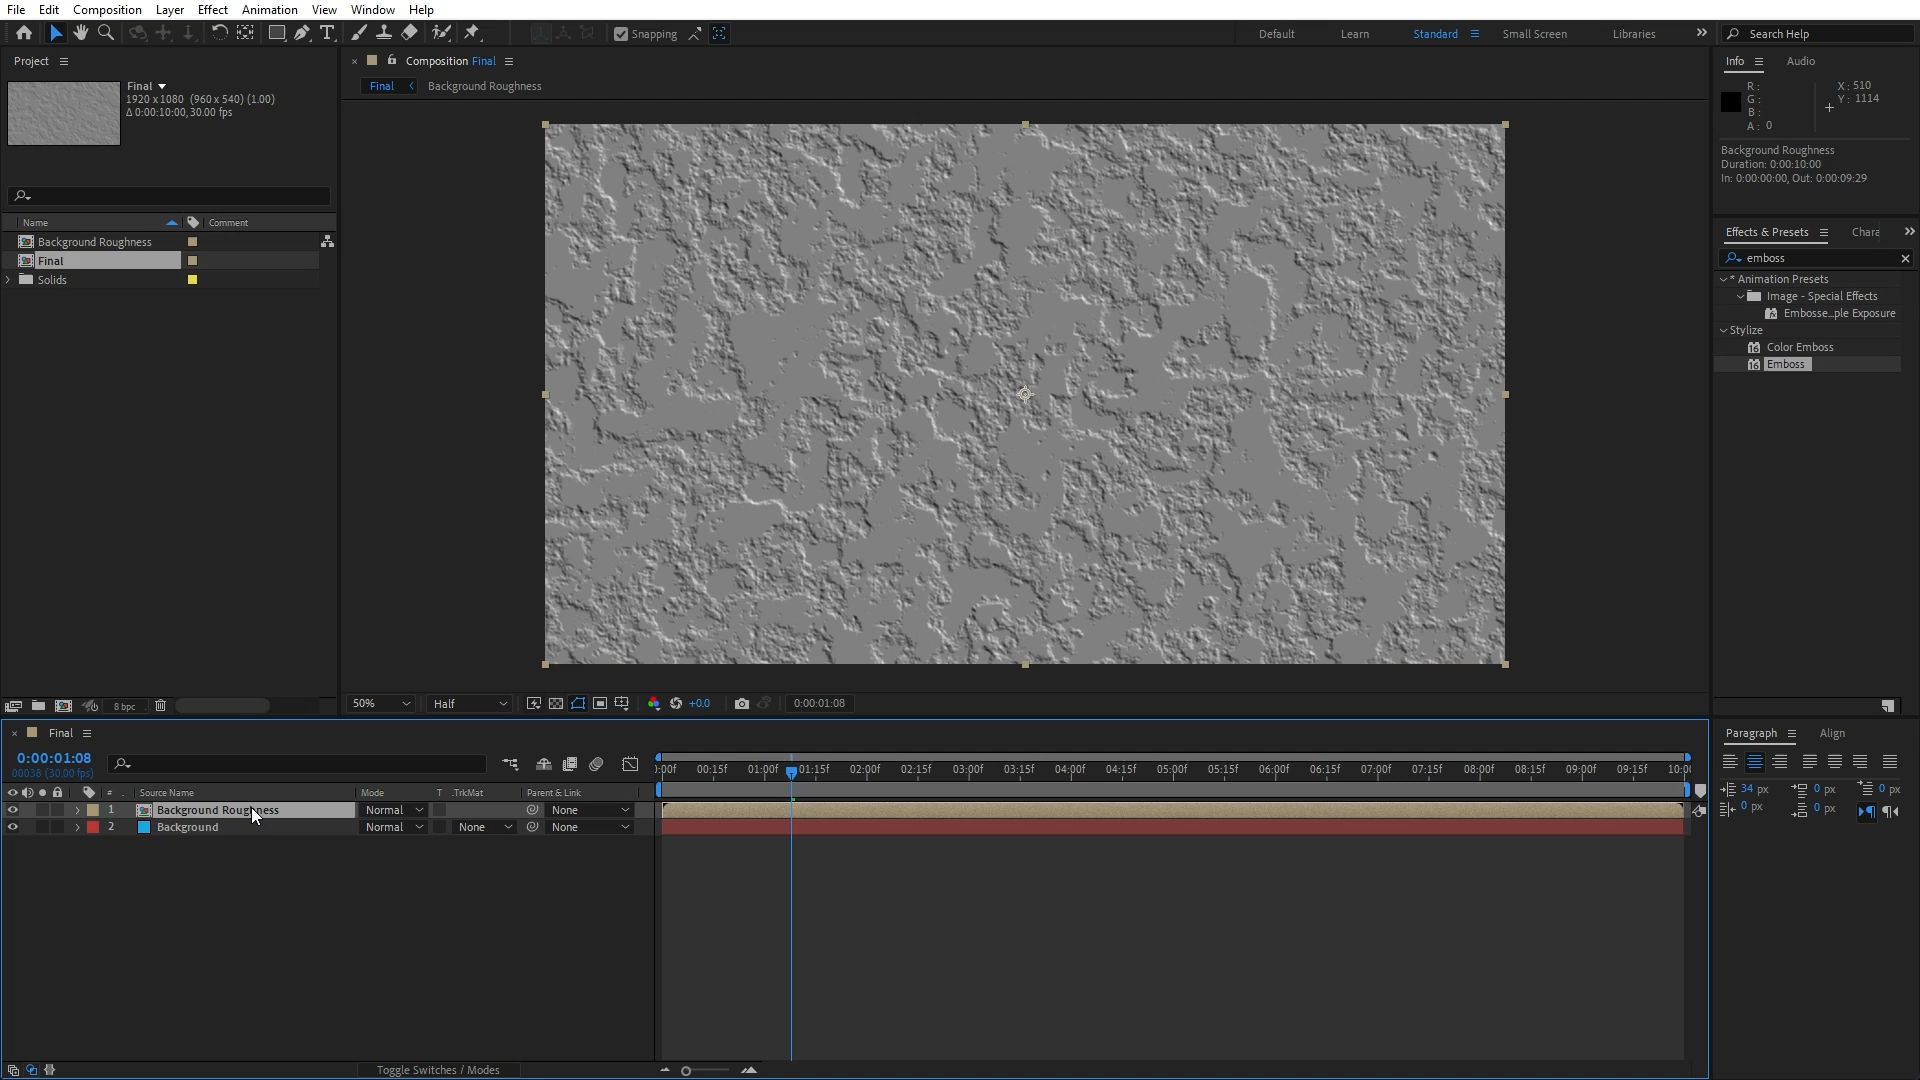 File Edit Composition Layer Effect Animation View Window Help
Snapping Default Learn Standard Small Screen Libraries Search Help
Project
Final
1920 x 1080 (960 x 540) (1.00)
Δ 0:00:10:00, 30.00 fps
Name Comment
Background Roughness
Final
Solids
8 bpc
Composition Final
Final Background Roughness
50% Half +0.0 0:00:01:08
Info Audio
R : X : 510
G : Y : 1114
B :
A : 0
Background Roughness
Duration: 0:00:10:00
In: 0:00:00:00, Out: 0:00:09:29
Effects & Presets Chara
emboss
* Animation Presets
Image - Special Effects
Embosse...ple Exposure
Stylize
Color Emboss
Emboss
Final
0:00:01:08
00038 (30.00 fps)
# Source Name Mode T .TrkMat Parent & Link
1 Background Roughness Normal None
2 Background Normal None None
:00f 00:15f 01:00f 01:15f 02:00f 02:15f 03:00f 03:15f 04:00f 04:15f 05:00f 05:15f 06:00f 06:15f 07:00f 07:15f 08:00f 08:15f 09:00f 09:15f 10:0
Toggle Switches / Modes
Paragraph Align
34 px 0 px 0 px
0 px 0 px